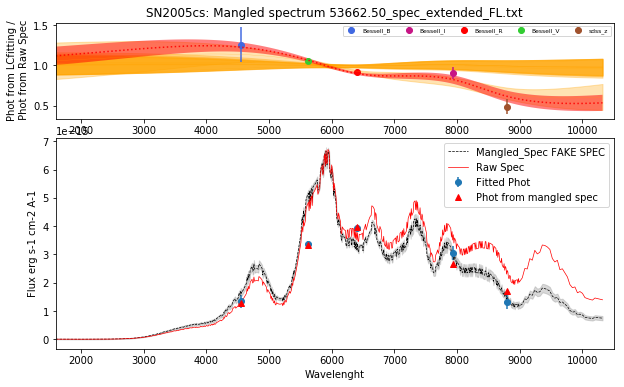 SN2005cs: Mangled spectrum 53662.50_spec_extended_FL.txt
Phot from LCfitting /
Phot from Raw Spec
1.5
1.0
0.5
Bessell_B
Bessell_I
Bessell_R
Bessell_V
sdss_z
2000 3000 4000 5000 6000 7000 8000 9000 10000
Flux erg s-1 cm-2 A-1
7
6
5
4
3
2
1
0
Mangled_Spec FAKE SPEC
Raw Spec
Fitted Phot
Phot from mangled spec
2000 3000 4000 5000 6000 7000 8000 9000 10000
Wavelenght